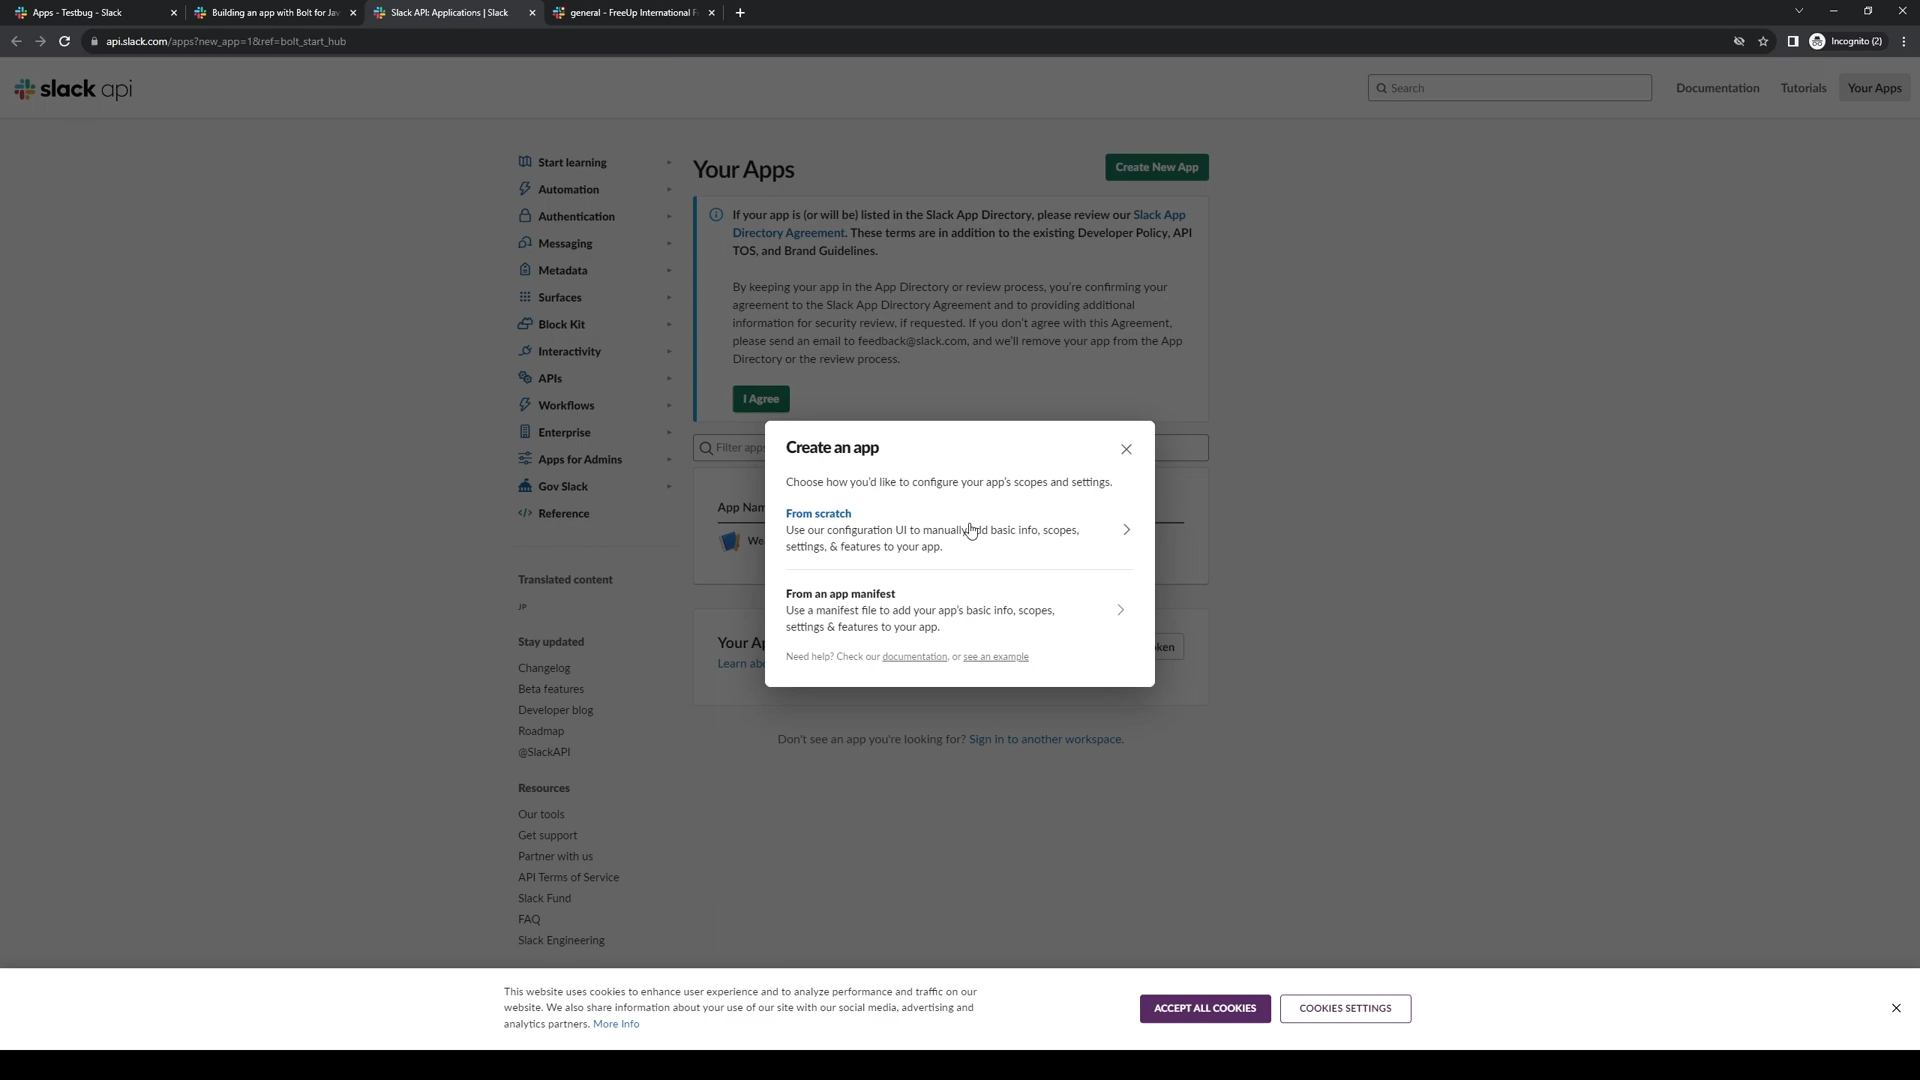 Apps - Testbug - Slack
Building an app with Bolt for Jav
Slack API: Applications | Slack
general - FreeUp International F
api.slack.com/apps?new_app=1&ref=bolt_start_hub
Incognito (2)
slack api
Search
Documentation
Tutorials
Your Apps
Start learning
Automation
Authentication
Messaging
Metadata
Surfaces
Block Kit
Interactivity
APIs
Workflows
Enterprise
Apps for Admins
Gov Slack
Reference
Translated content
JP
Stay updated
Changelog
Beta features
Developer blog
Roadmap
@SlackAPI
Resources
Our tools
Get support
Partner with us
API Terms of Service
Slack Fund
FAQ
Slack Engineering
Your Apps
Create New App
If your app is (or will be) listed in the Slack App Directory, please review our Slack App
Directory Agreement. These terms are in addition to the existing Developer Policy, API
TOS, and Brand Guidelines.
By keeping your app in the App Directory or review process, you're confirming your
agreement to the Slack App Directory Agreement and to providing additional
information for security review, if requested. If you don't agree with this Agreement,
please send an email to feedback@slack.com, and we'll remove your app from the App
Directory or the review process.
I Agree
Filter apps
App Nam
We
Your Ap
Learn abo
ken
Create an app
Choose how you'd like to configure your app's scopes and settings.
From scratch
Use our configuration UI to manually dd basic info, scopes,
settings, & features to your app.
From an app manifest
Use a manifest file to add your app's basic info, scopes,
settings & features to your app.
Need help? Check our documentation, or see an example
Don't see an app you're looking for? Sign in to another workspace.
This website uses cookies to enhance user experience and to analyze performance and traffic on our
website. We also share information about your use of our site with our social media, advertising and
analytics partners. More Info
ACCEPT ALL COOKIES
COOKIES SETTINGS